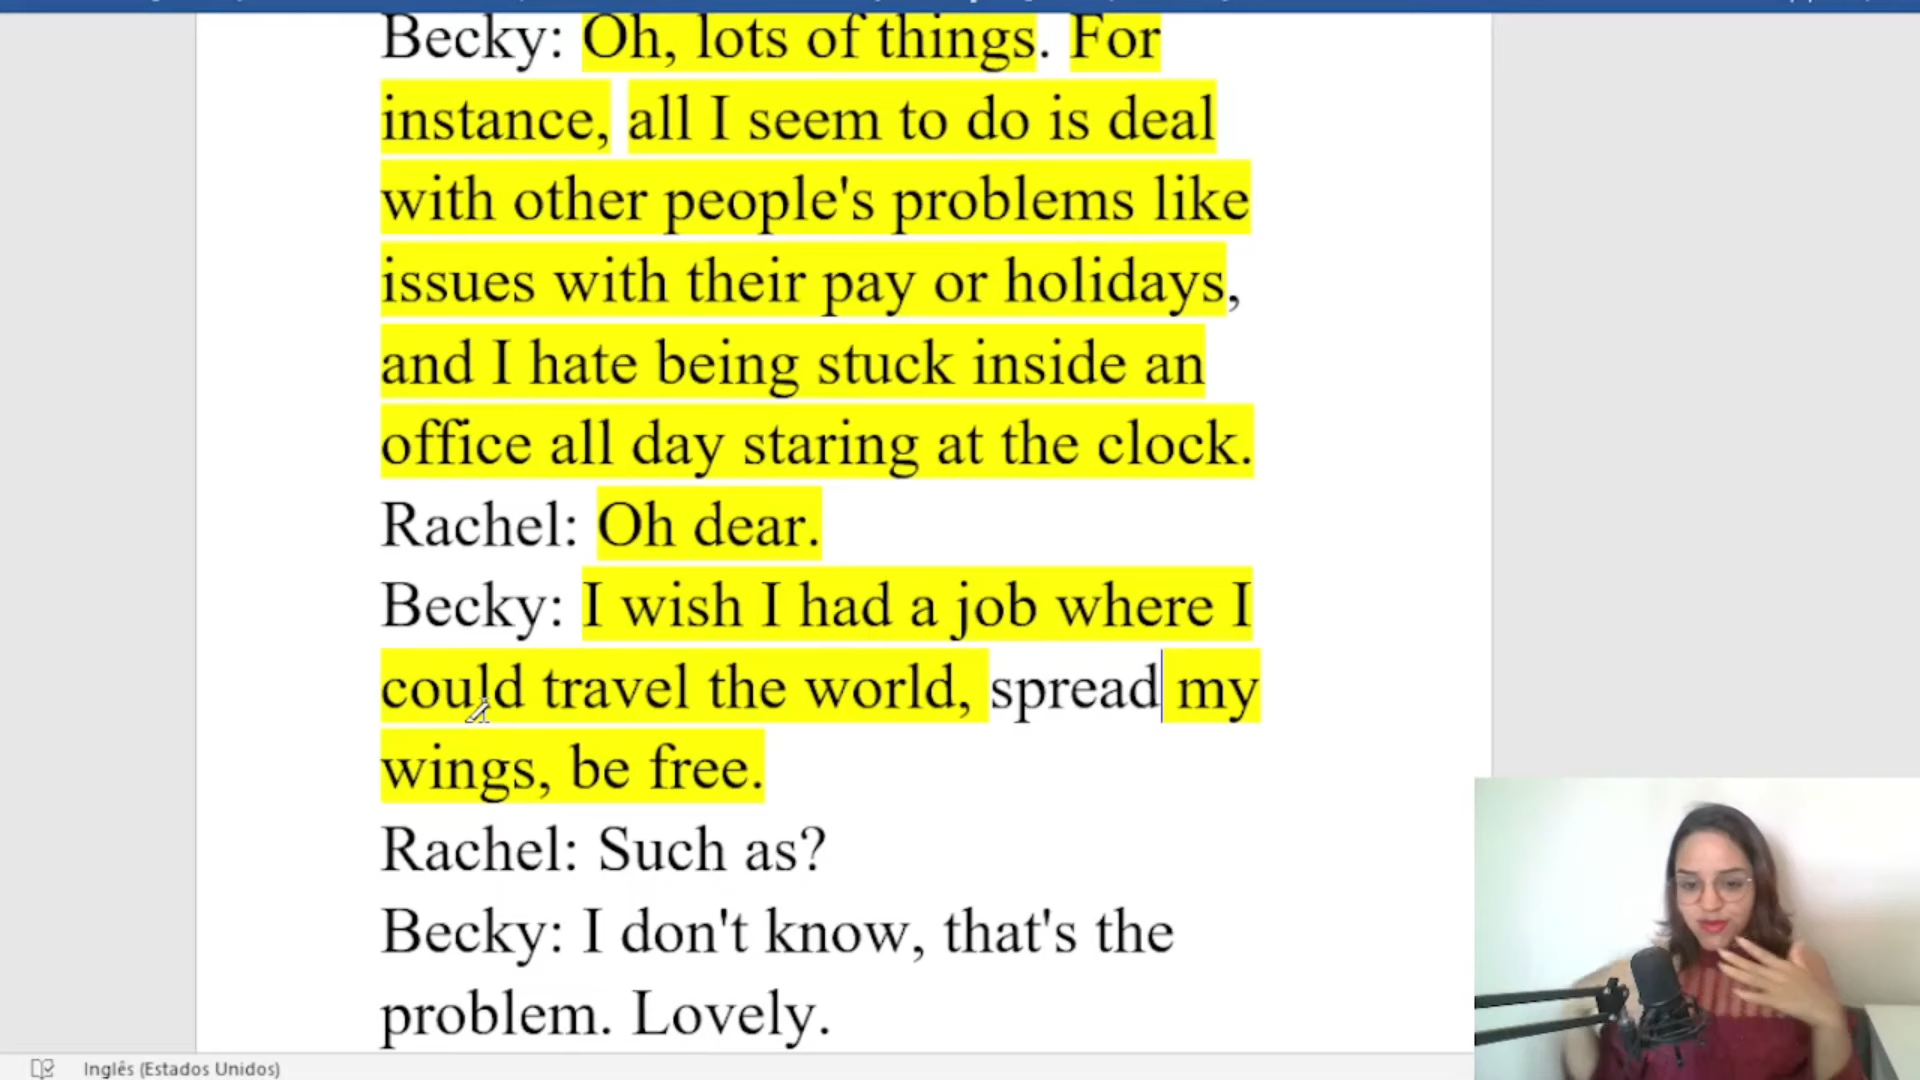 Becky: Oh, lots of things. For
instance, all I seem to do is deal
with other people's problems like
issues with their pay or holidays,
and I hate being stuck inside an
office all day staring at the clock.
Rachel: Oh dear.
Becky: I wish I had a job where I
could travel the world, spread my
wings, be free.
Rachel: Such as?
Becky: I don't know, that's the
problem. Lovely.
Inglês (Estados Unidos)